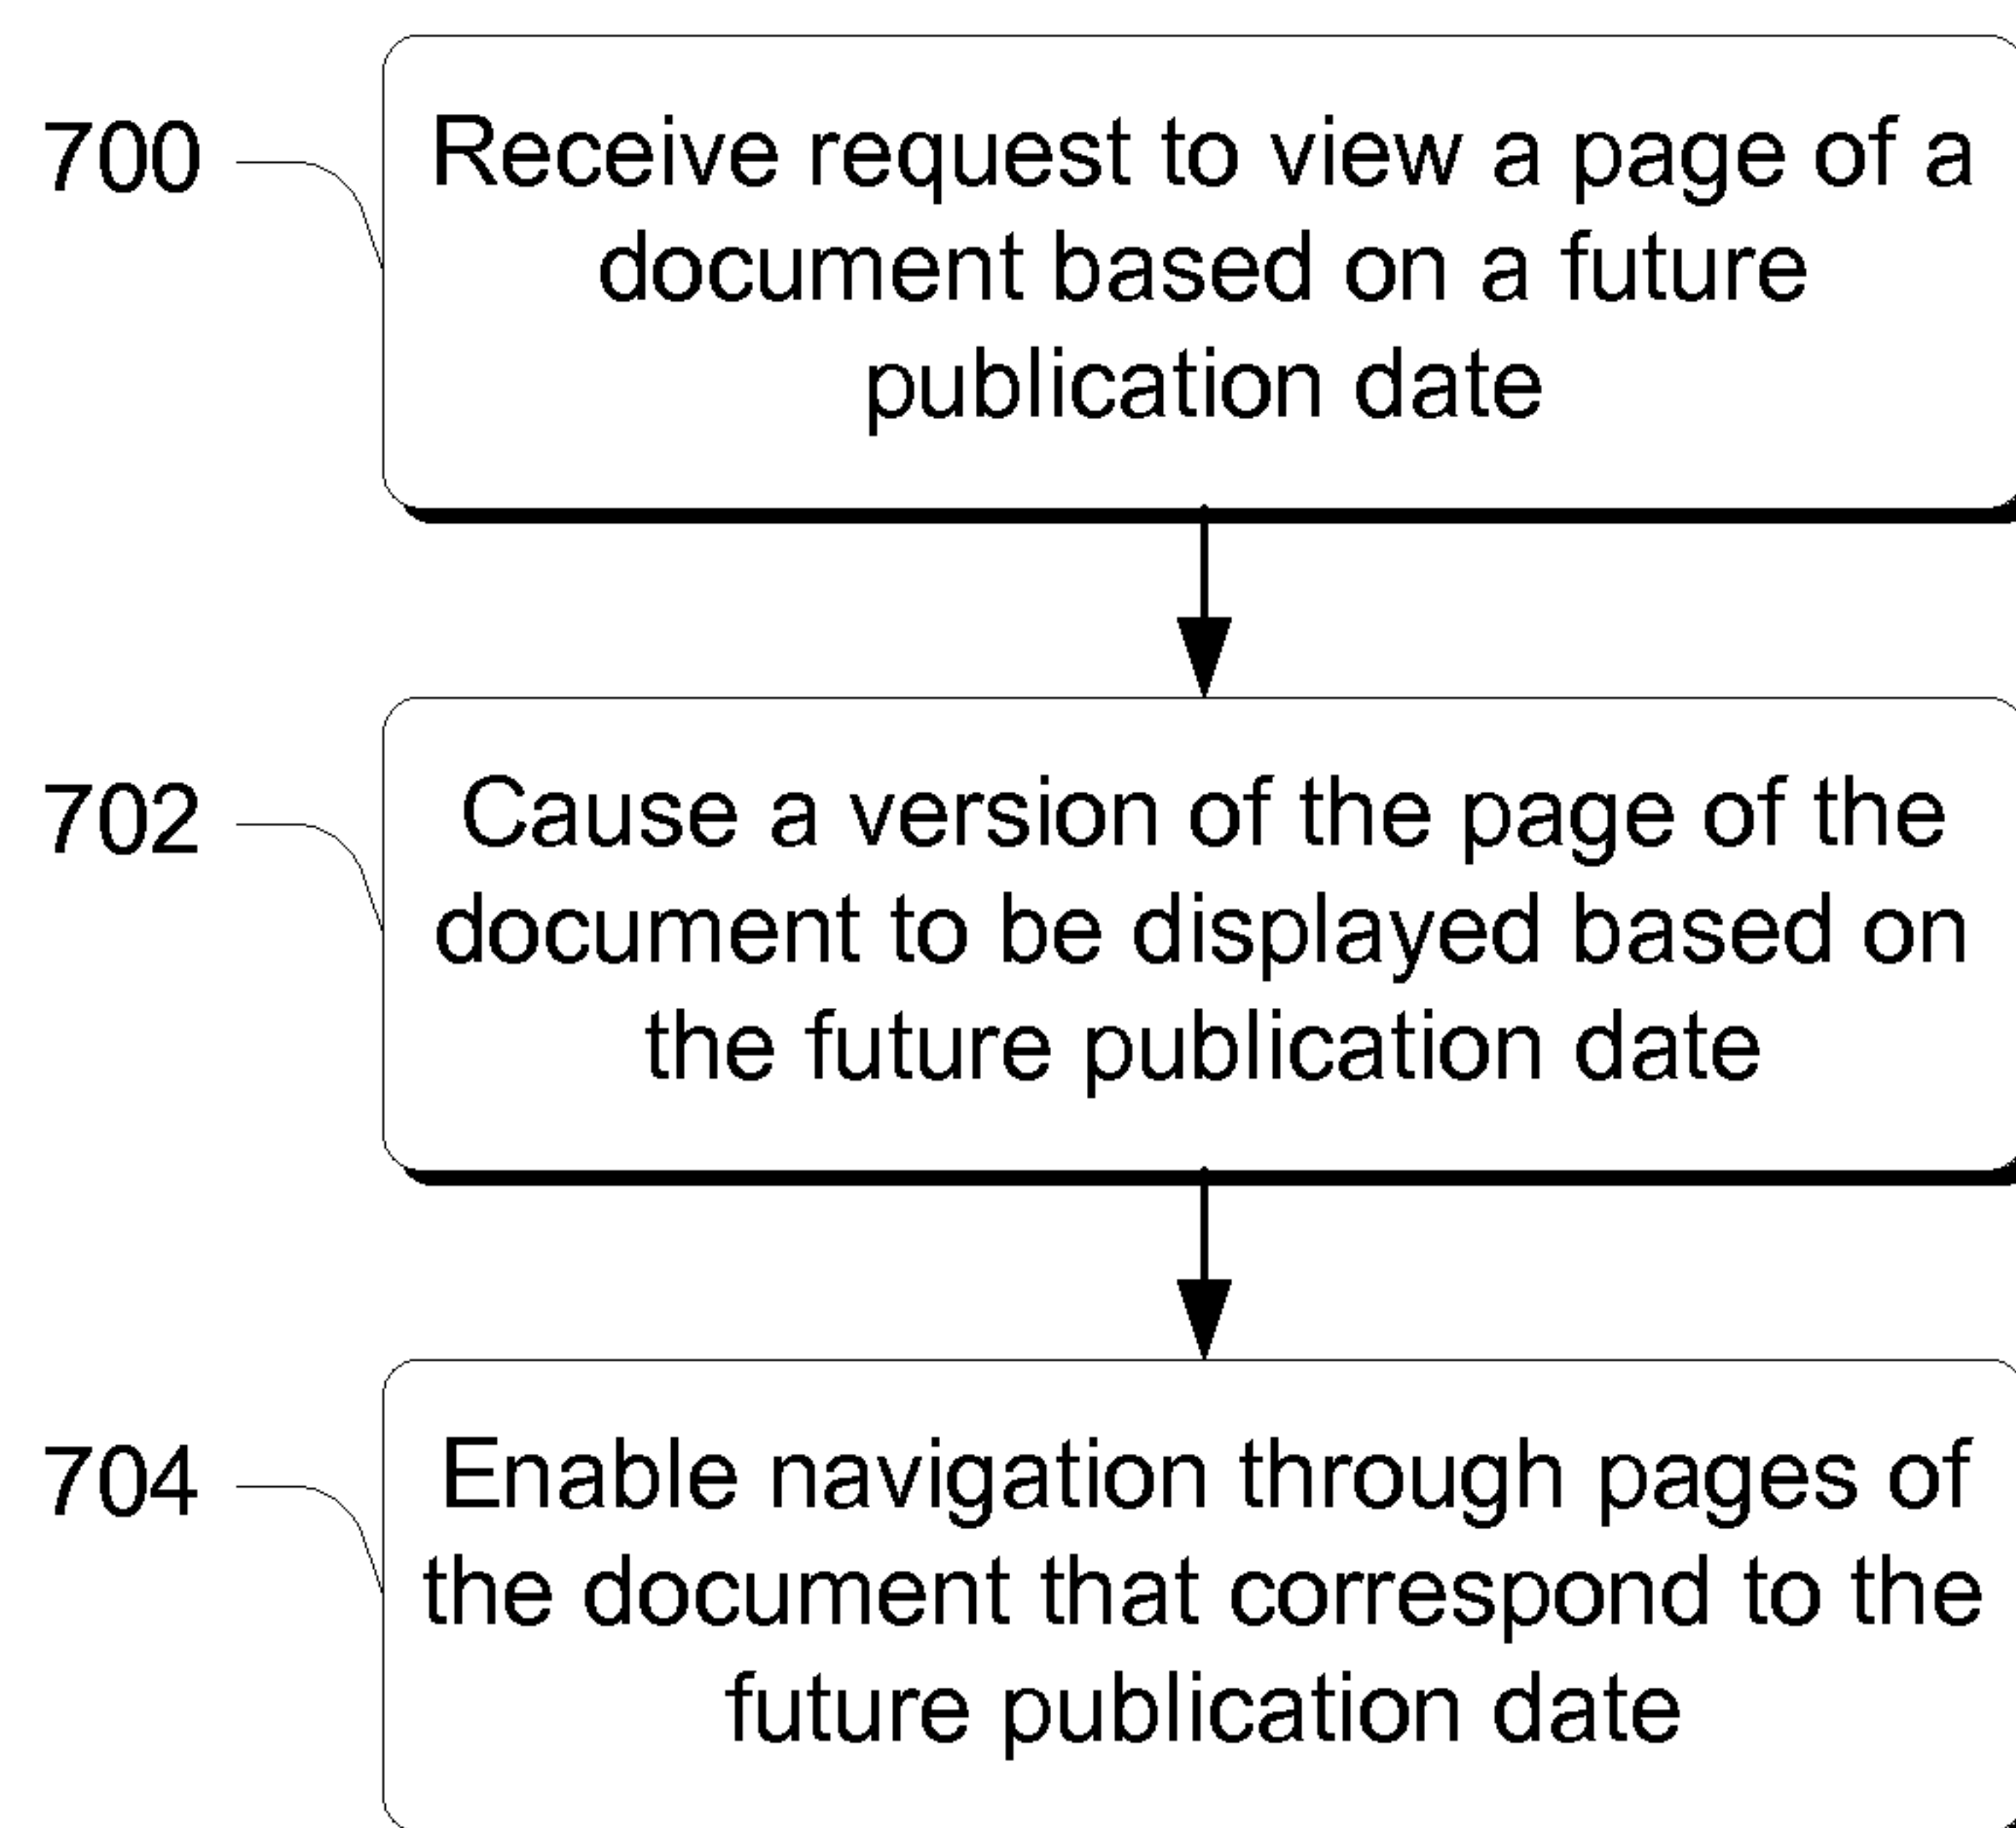 700
Receive request to view a page of a
document based on a future
publication date
702
Cause a version of the page of the
document to be displayed based on
the future publication date
704
Enable navigation through pages of
the document that correspond to the
future publication date